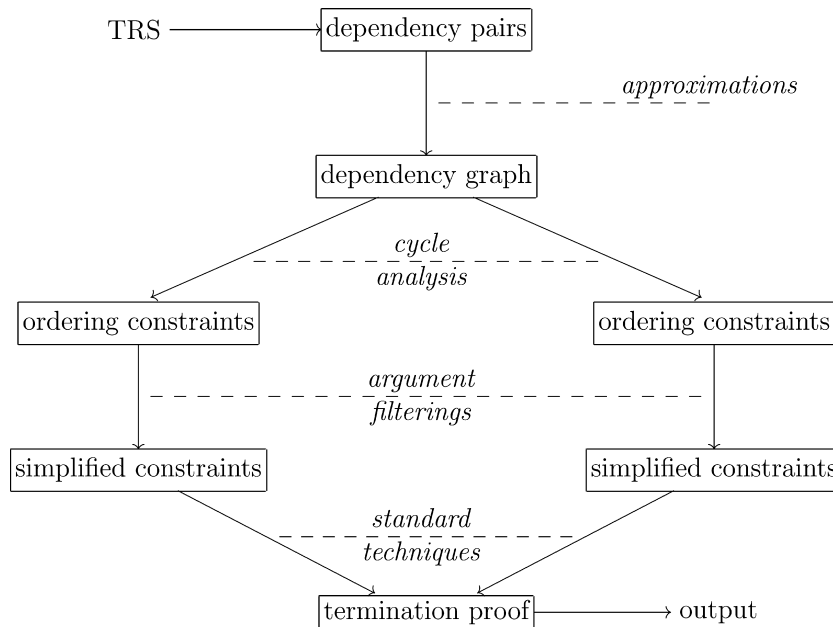 TRS
dependency pairs
approximations
dependency graph
cycle
analysis
ordering constraints
ordering constraints
argument
filterings
simplified constraints
simplified constraints
standard
techniques
termination proof
output